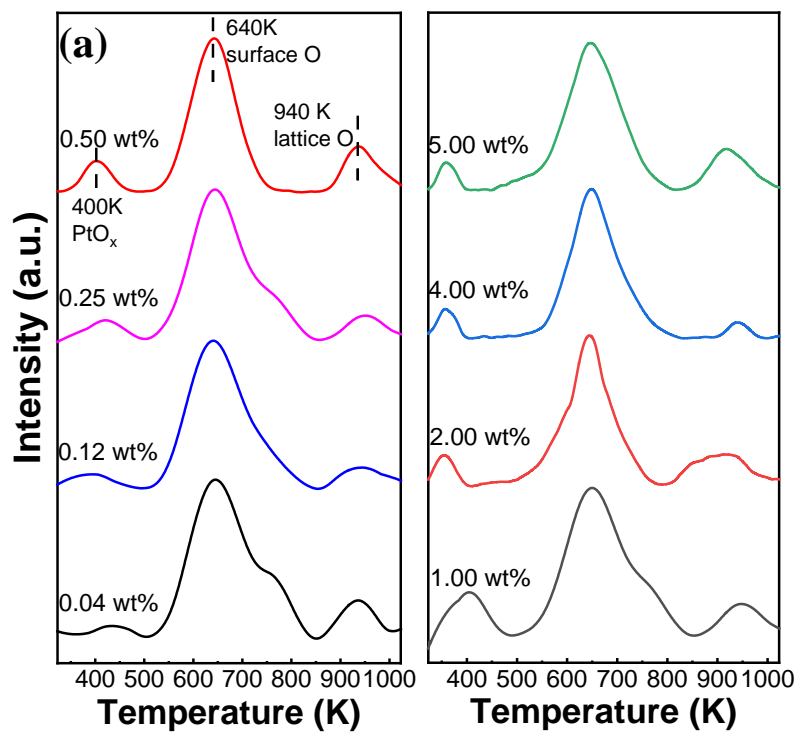 (a)
640K
surface O
940 K
lattice O
0.50 wt%
400K
PtOₓ
0.25 wt%
0.12 wt%
0.04 wt%
5.00 wt%
4.00 wt%
2.00 wt%
1.00 wt%
Intensity (a.u.)
400 500 600 700 800 900 1000
Temperature (K)
400 500 600 700 800 900 1000
Temperature (K)